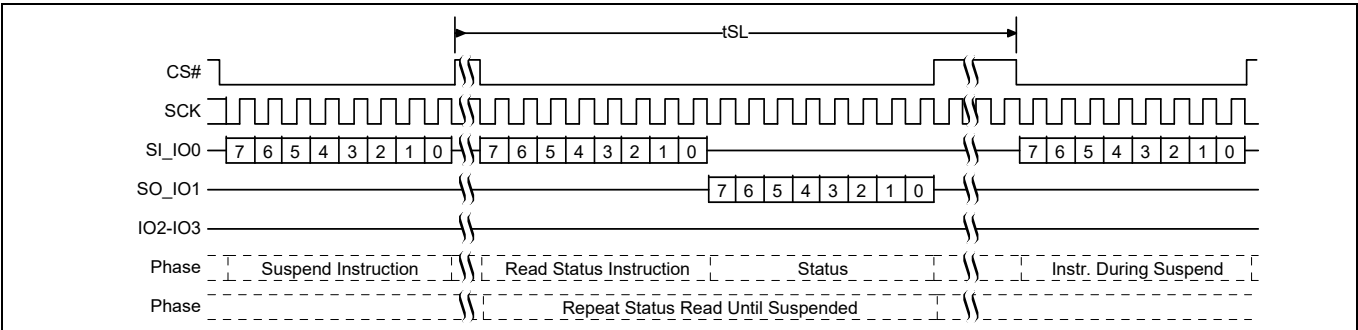 tSL
CS#
SCK
SI_IO0 7 6 5 4 3 2 1 0 7 6 5 4 3 2 1 0 7 6 5 4 3 2 1 0
SO_IO1 7 6 5 4 3 2 1 0
IO2-IO3
Phase Suspend Instruction Read Status Instruction Status Instr. During Suspend
Phase Repeat Status Read Until Suspended